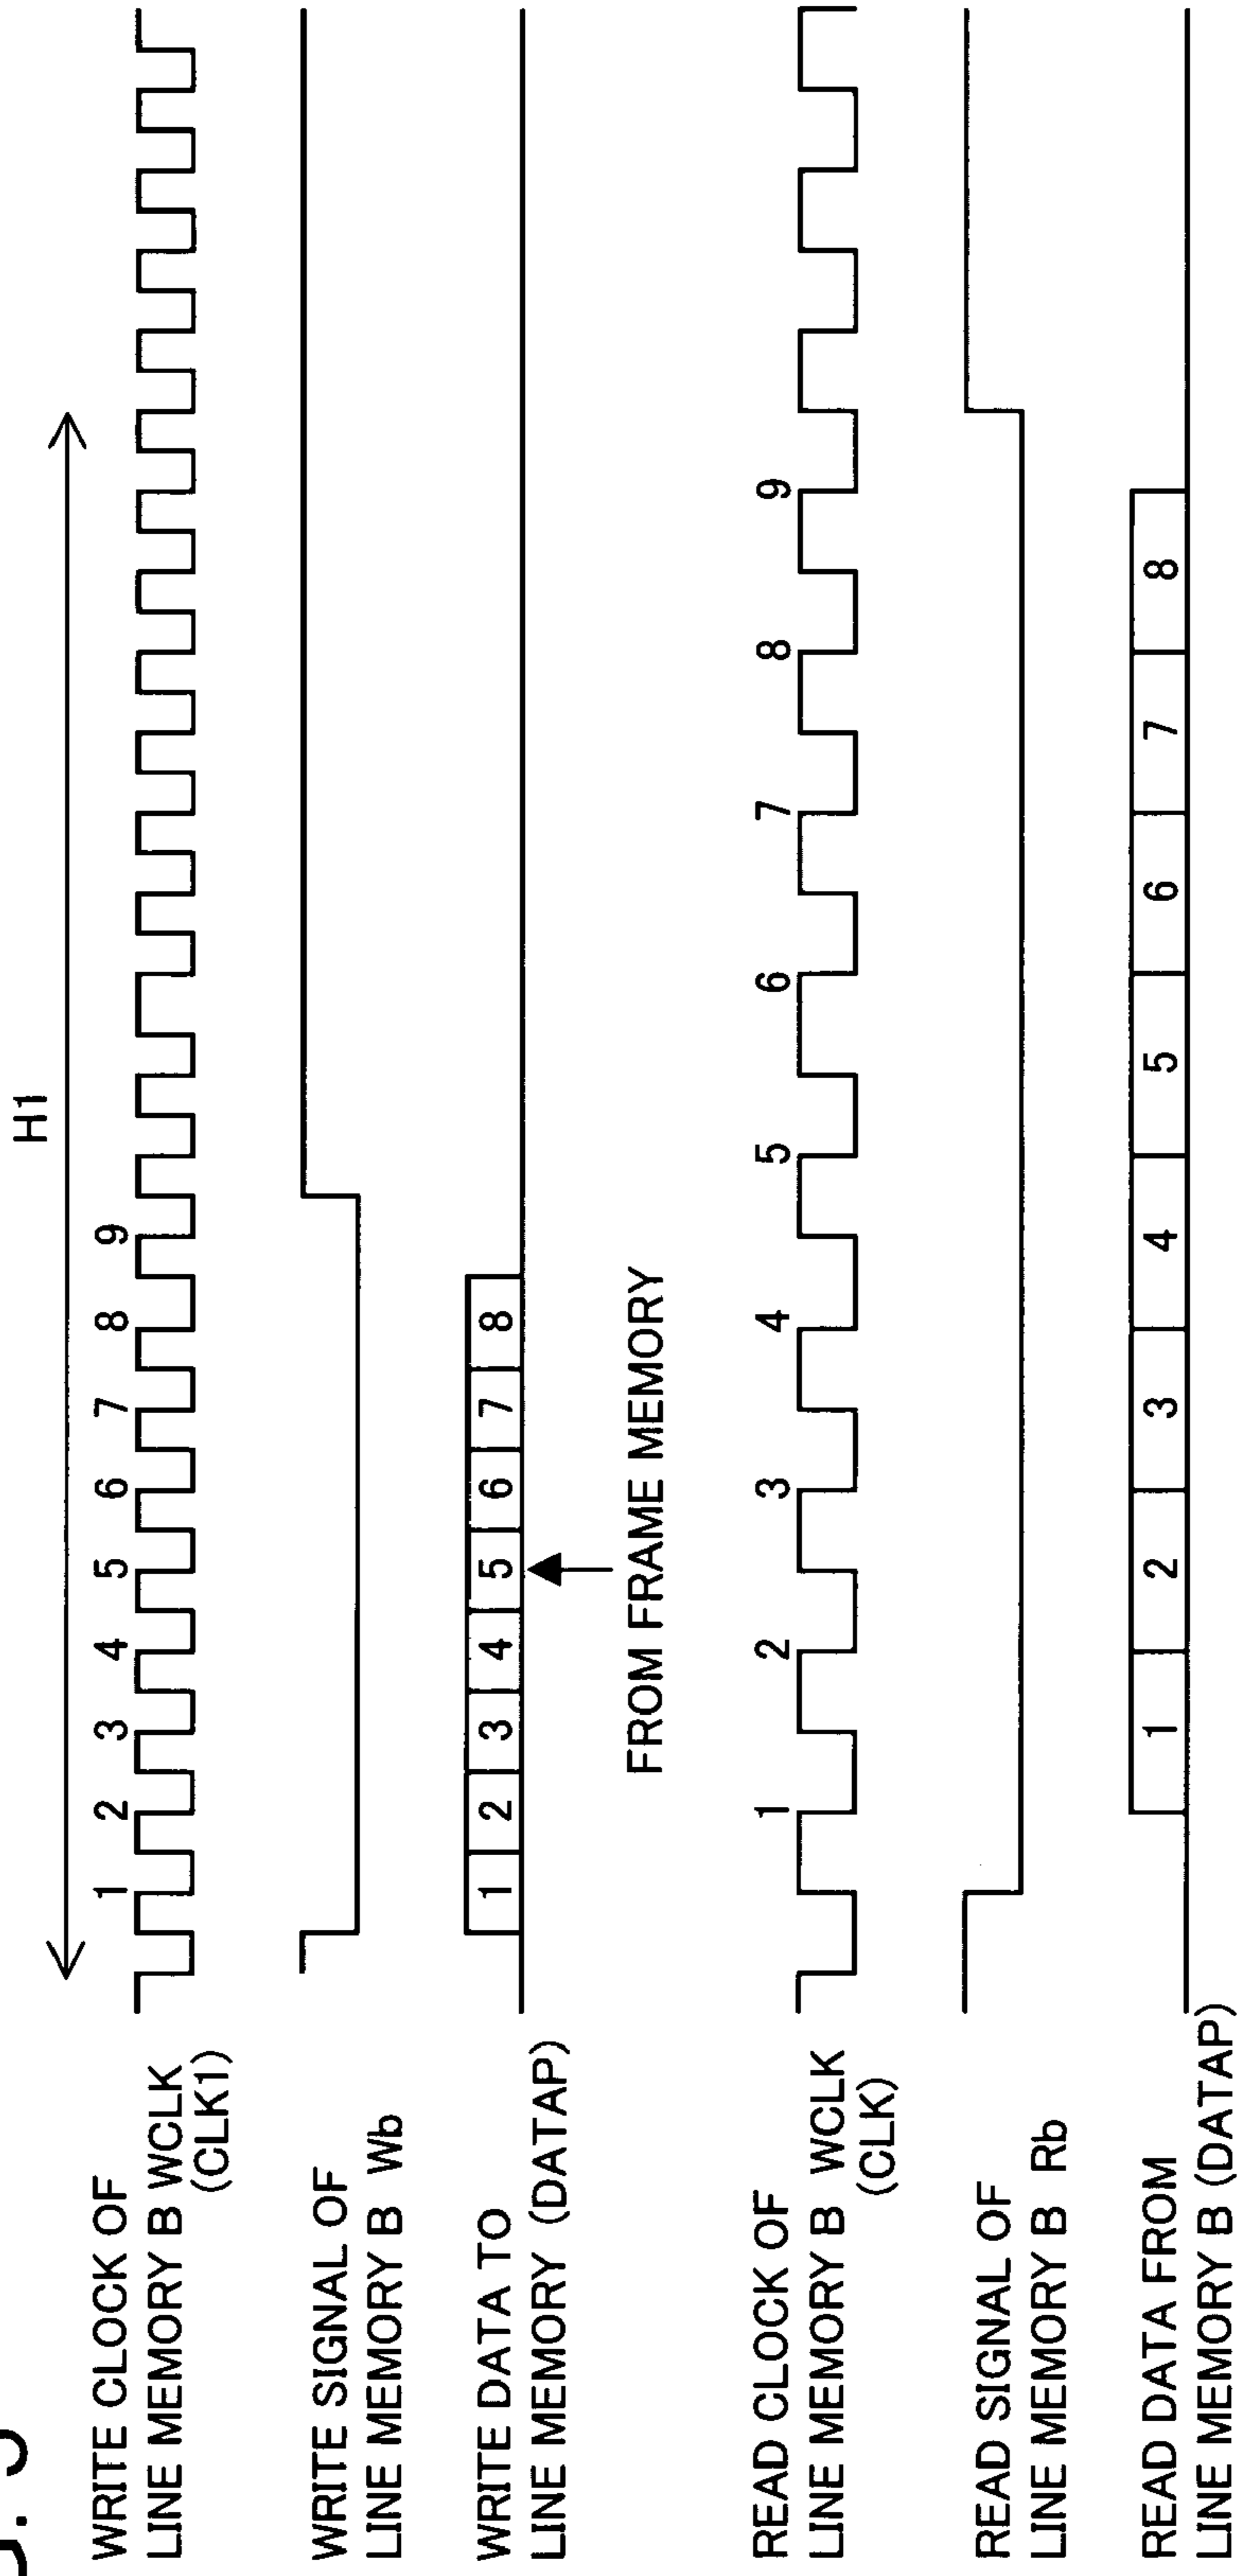 H1
1 2 3 4 5 6 7 8 9
WRITE CLOCK OF
LINE MEMORY B WCLK
(CLK1)
WRITE SIGNAL OF
LINE MEMORY B Wb
WRITE DATA TO
LINE MEMORY (DATAP)
1 2 3 4 5 6 7 8
FROM FRAME MEMORY
1 2 3 4 5 6 7 8 9
READ CLOCK OF
LINE MEMORY B WCLK
(CLK)
READ SIGNAL OF
LINE MEMORY B Rb
READ DATA FROM
LINE MEMORY B (DATAP)
1 2 3 4 5 6 7 8